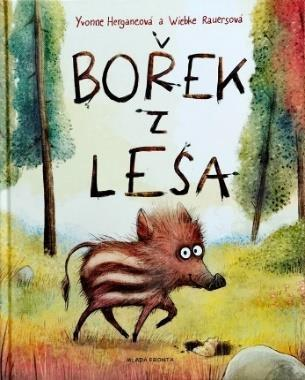 Yvonne Herganeová a Wiebke Rauersová
BOŘEK
Z
LESA
MLADÁ FRONTA